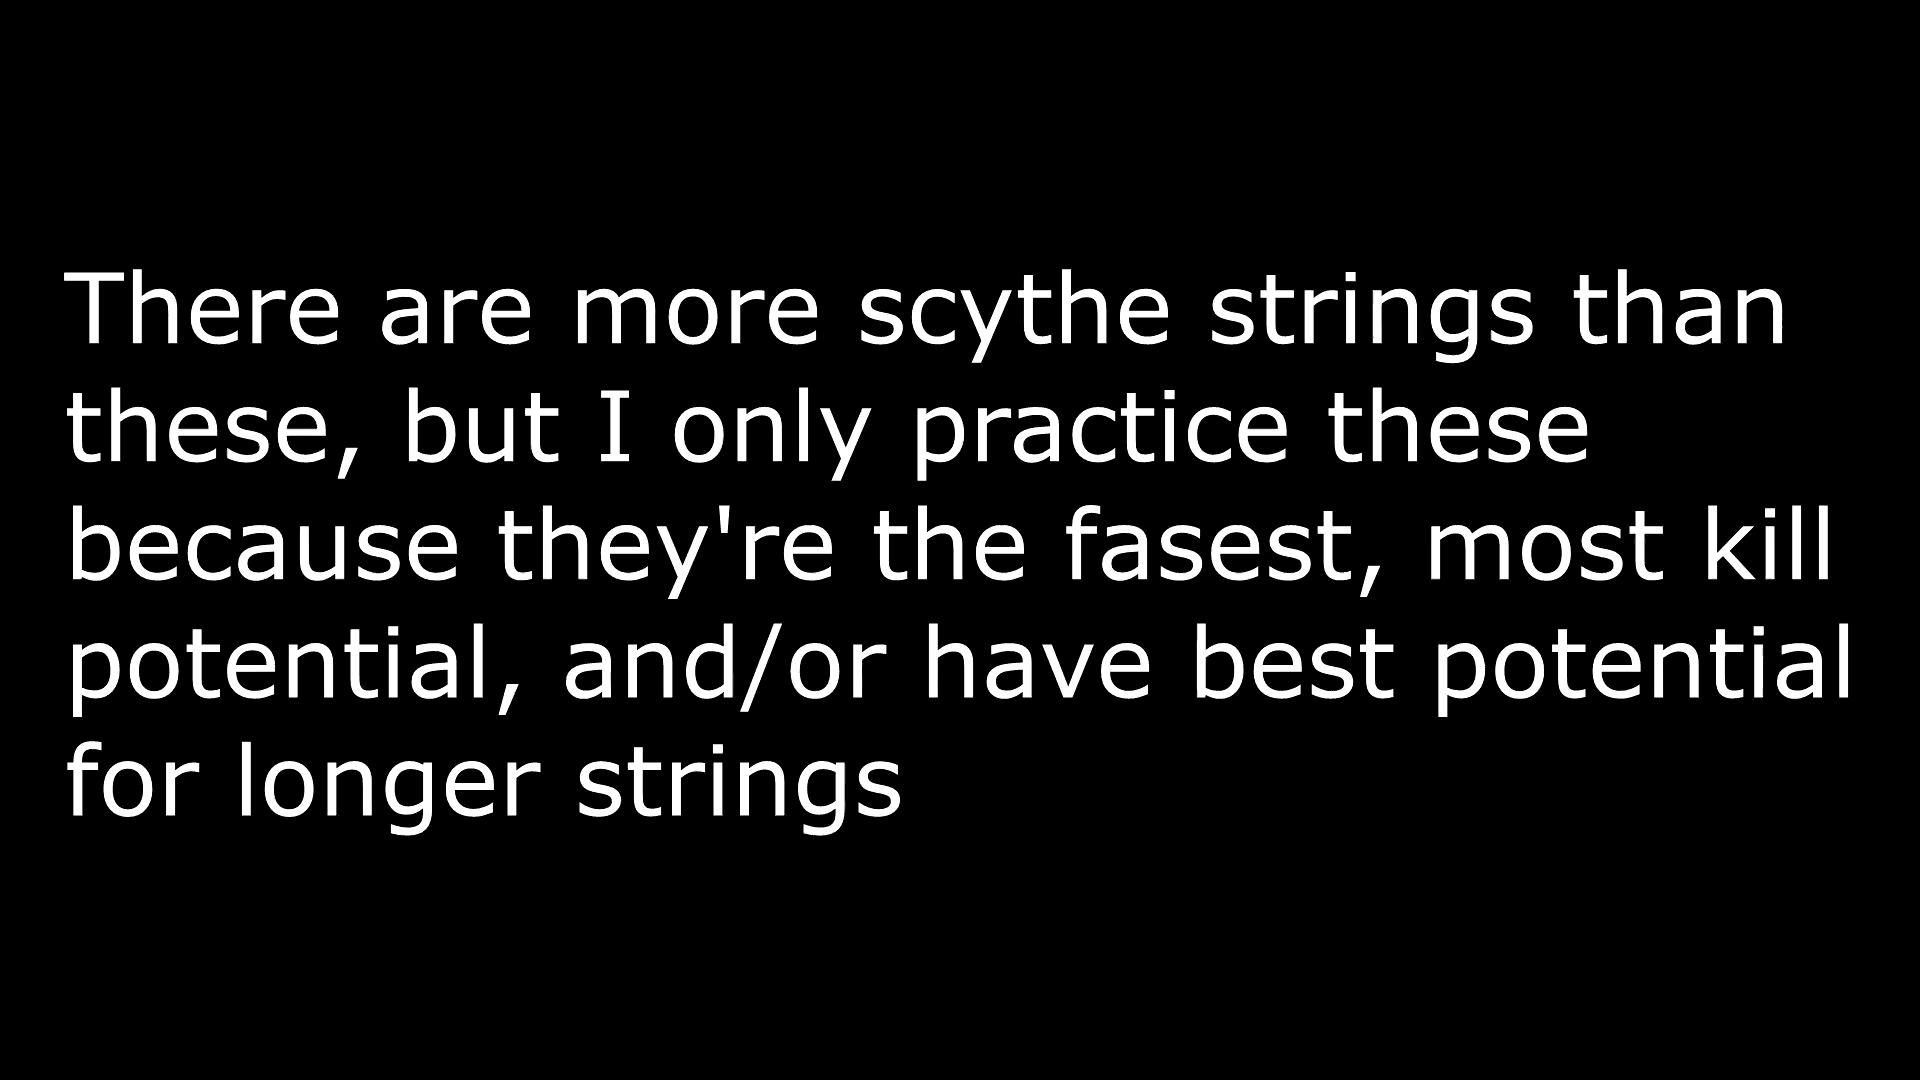 There are more scythe strings than
these, but I only practice these
because they're the fasest, most kill
potential, and/or have best potential
for longer strings